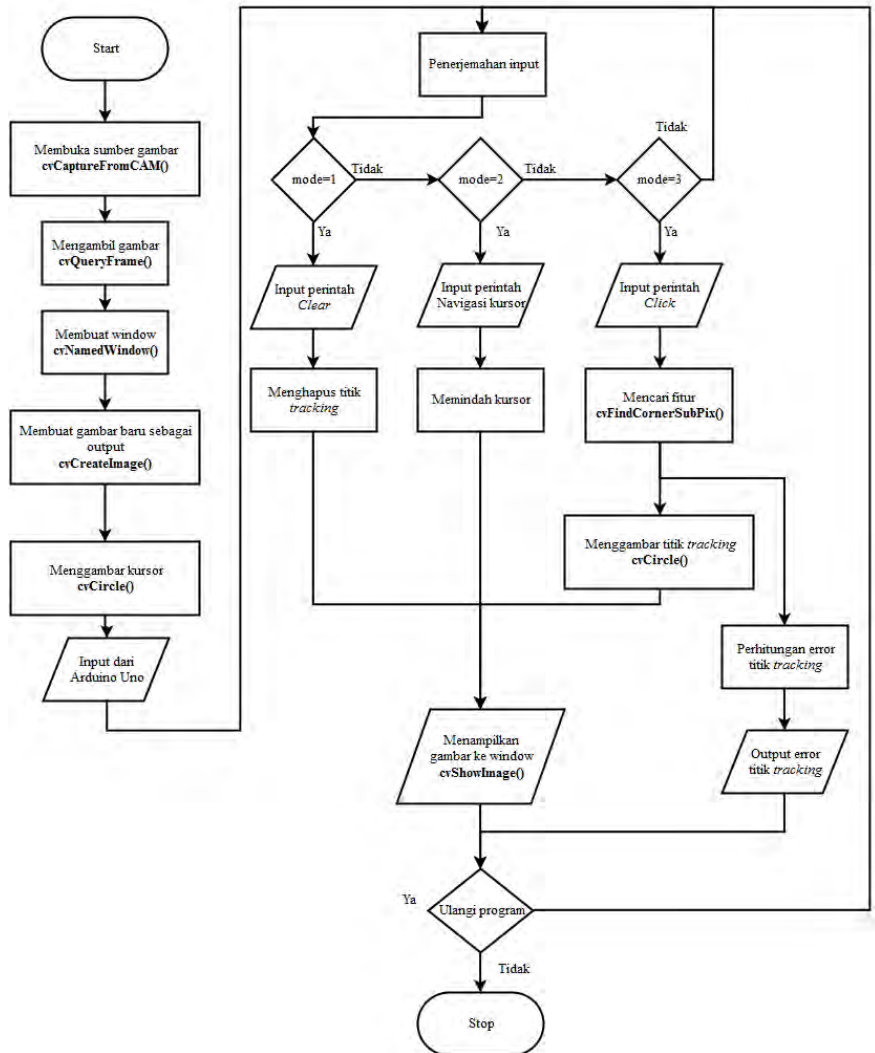 Start
Membuka sumber gambar
cvCaptureFromCAM()
Mengambil gambar
cvQueryFrame()
Membuat window
cvNamedWindow()
Membuat gambar baru sebagai
output
cvCreateImage()
Menggambar kursor
cvCircle()
Input dari
Arduino Uno
Penerjemahan input
mode=1
Tidak
mode=2
Tidak
mode=3
Tidak
Ya
Ya
Ya
Input perintah
Clear
Input perintah
Navigasi kursor
Input perintah
Click
Menghapus titik
tracking
Memindah kursor
Mencari fitur
cvFindCornerSubPix()
Menggambar titik tracking
cvCircle()
Perhitungan error
titik tracking
Output error
titik tracking
Menampilkan
gambar ke window
cvShowImage()
Ya
Ulangi program
Tidak
Stop